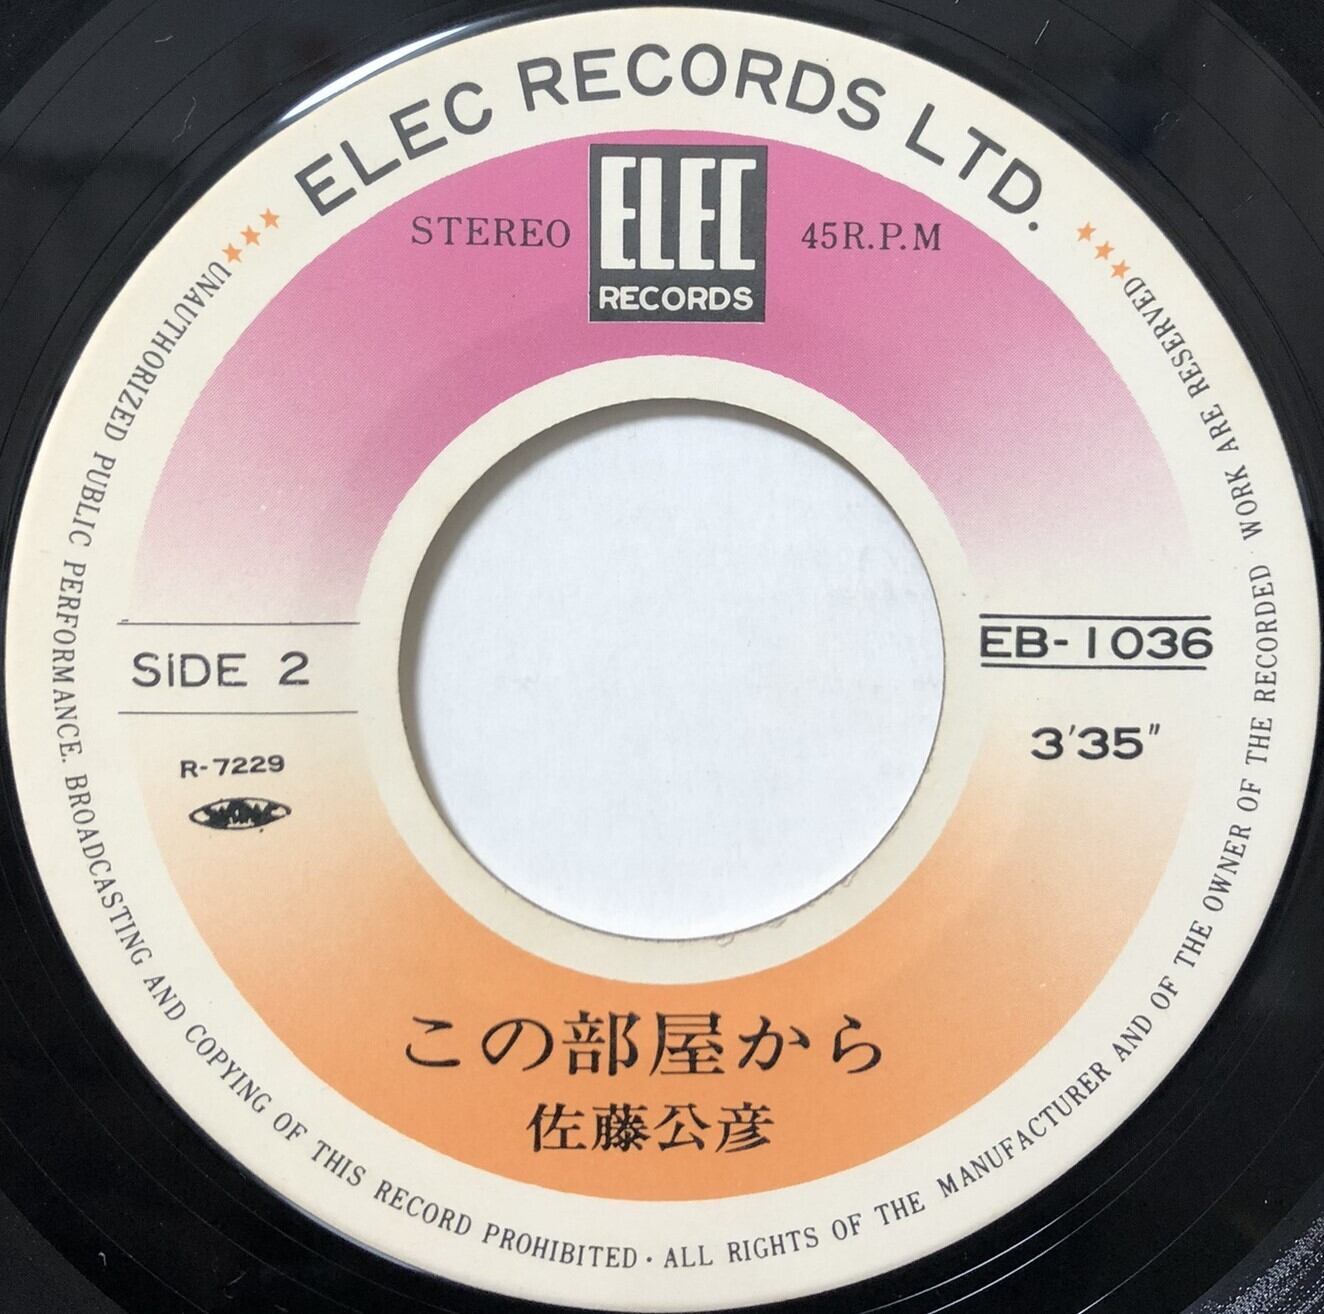 ELEC RECORDS LTD.
STEREO
ELEC
RECORDS
45R.P.M
SiDE 2
EB-1036
R-7229
3'35"
この部屋から
佐藤公彦
UNAUTHORIZED PUBLIC PERFORMANCE. BROADCASTING AND COPYING OF THIS RECORD PROHIBITED · ALL RIGHTS OF THE MANUFACTURER AND OF THE OWNER OF THE RECORDED WORK ARE RESERVED